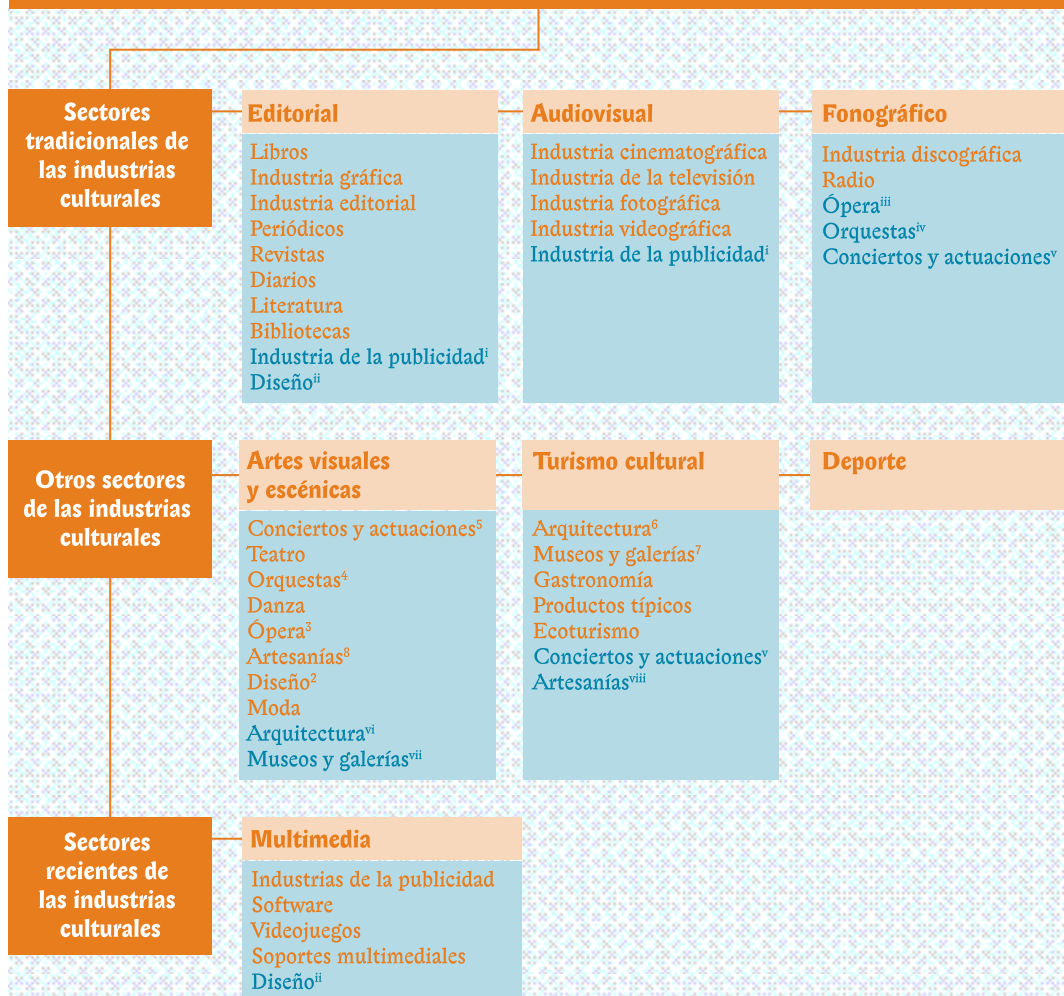 Sectores
tradicionales de
las industrias
culturales
Editorial
Libros
Industria gráfica
Industria editorial
Periódicos
Revistas
Diarios
Literatura
Bibliotecas
Industria de la publicidadⁱ
Diseñoⁱⁱ
Audiovisual
Industria cinematográfica
Industria de la televisión
Industria fotográfica
Industria videográfica
Industria de la publicidadⁱ
Fonográfico
Industria discográfica
Radio
Óperaⁱⁱⁱ
Orquestasⁱᵛ
Conciertos y actuacionesᵛ
Otros sectores
de las industrias
culturales
Artes visuales
y escénicas
Conciertos y actuaciones⁵
Teatro
Orquestas⁴
Danza
Ópera³
Artesanías⁸
Diseño²
Moda
Arquitecturaᵛⁱ
Museos y galeríasᵛⁱⁱ
Turismo cultural
Arquitectura⁶
Museos y galerías⁷
Gastronomía
Productos típicos
Ecoturismo
Conciertos y actuacionesᵛ
Artesaníasᵛⁱⁱⁱ
Deporte
Sectores
recientes de
las industrias
culturales
Multimedia
Industrias de la publicidad
Software
Videojuegos
Soportes multimediales
Diseñoⁱⁱ